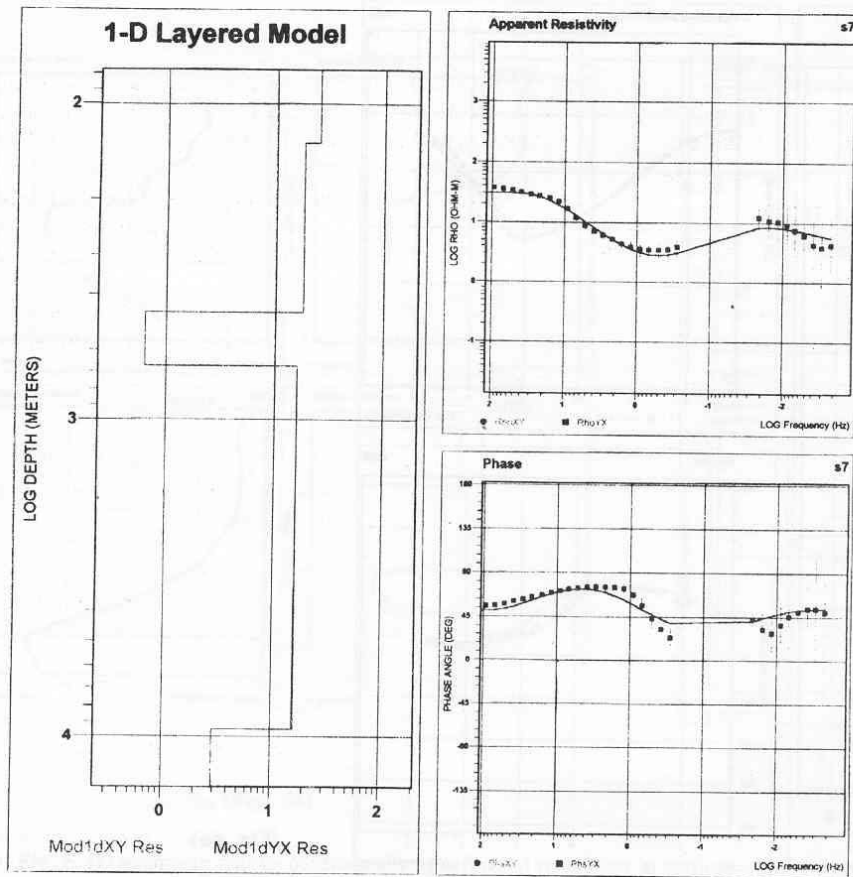 1-D Layered Model
LOG DEPTH (METERS)
2
3
4
0
1
2
Mod1dXY Res Mod1dYX Res
Apparent Resistivity s7
LOG RHO (OHM-M)
3
2
1
0
-1
2
1
0
-1
-2
RhoYX
LOG Frequency (Hz)
Phase s7
PHASE ANGLE (DEG)
180
135
90
45
0
-45
-90
-135
2
1
0
-1
-2
PhsYX
LOG Frequency (Hz)